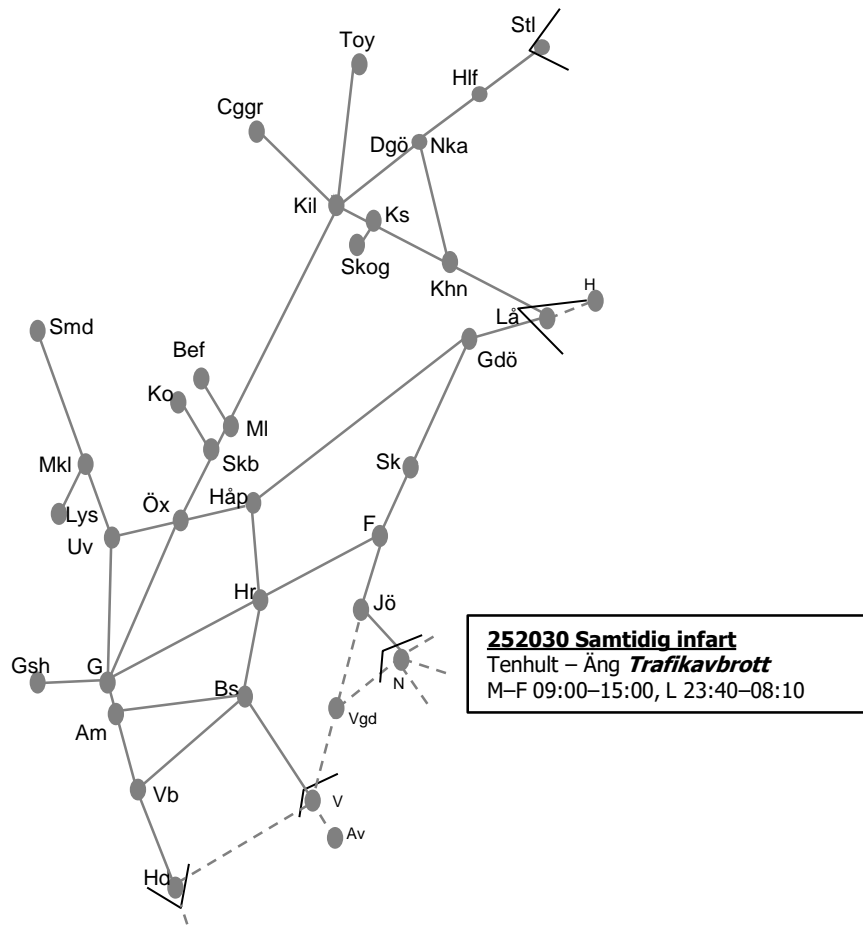 Stl
Toy
Hlf
Cggr
Dgö Nka
Kil
Ks
Skog
Khn
H
Lå
Smd
Gdö
Bef
Ko
Ml
Skb
Mkl
Sk
Håp
Öx
Lys
F
Uv
Hr
Jö
252030 Samtidig infart
Tenhult – Äng Trafikavbrott
M–F 09:00–15:00, L 23:40–08:10
Gsh
G
N
Bs
Am
Vgd
Vb
V
Av
Hd